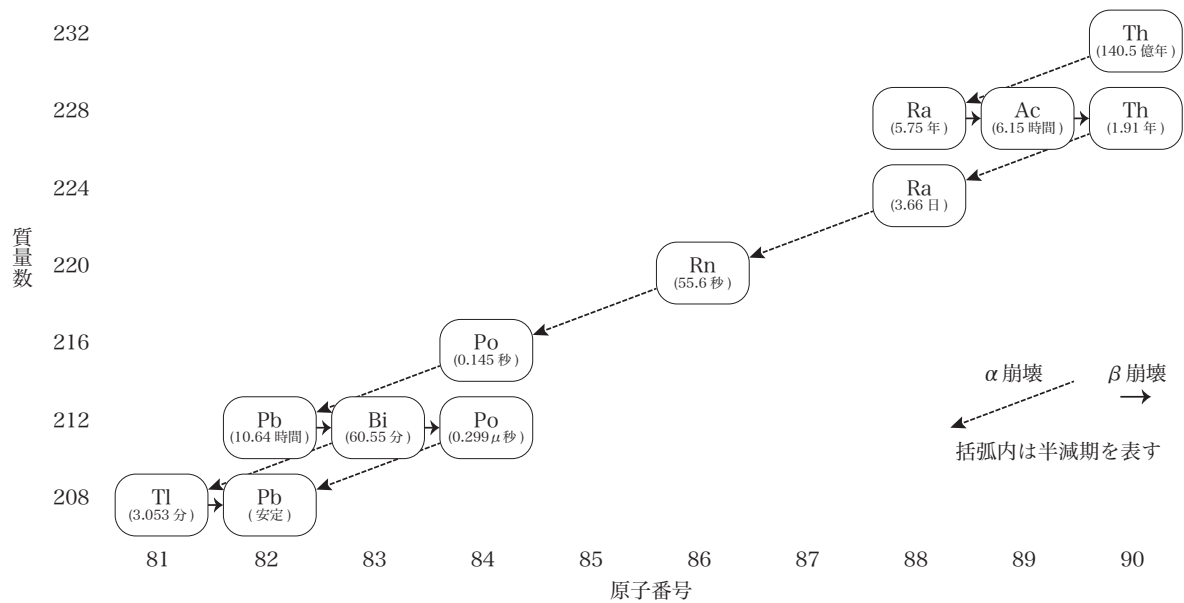 232
Th
(140.5 億年)
228
Ra
(5.75 年)
Ac
(6.15 時間)
Th
(1.91 年)
224
Ra
(3.66 日)
質量数
220
Rn
(55.6 秒)
216
Po
(0.145 秒)
α 崩壊
β 崩壊
212
Pb
(10.64 時間)
Bi
(60.55 分)
Po
(0.299 μ 秒)
括弧内は半減期を表す
208
Tl
(3.053 分)
Pb
(安定)
81 82 83 84 85 86 87 88 89 90
原子番号